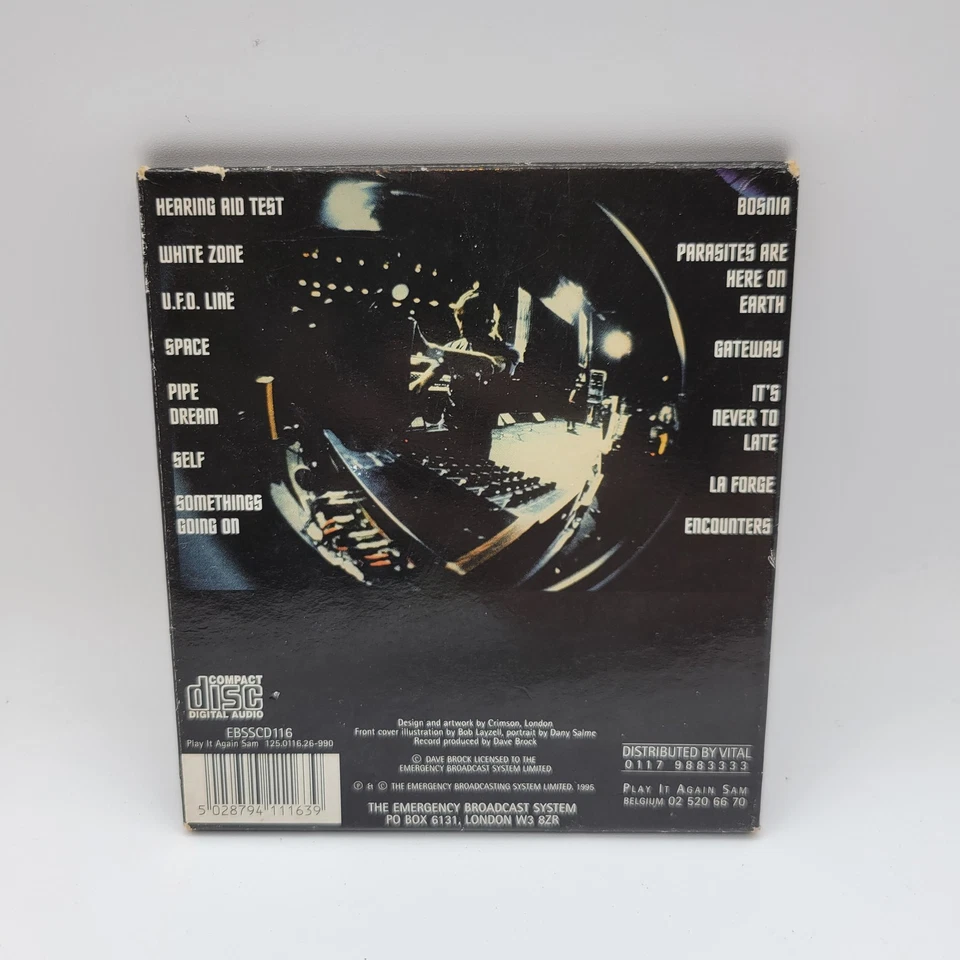 HEARING AID TEST
WHITE ZONE
U.F.O. LINE
SPACE
PIPE
DREAM
SELF
SOMETHINGS
GOING ON
BOSNIA
PARASITES ARE
HERE ON
EARTH
GATEWAY
IT'S
NEVER TO
LATE
LA FORGE
ENCOUNTERS
COMPACT
disc
DIGITAL AUDIO
EBSSCD116
Play It Again Sam 125.0116.26-990
5 028794 111639
Design and artwork by Crimson, London
Front cover illustration by Bob Layzell, portrait by Dany Salme
Record produced by Dave Brock
© DAVE BROCK LICENSED TO THE
EMERGENCY BROADCAST SYSTEM LIMITED
℗ & © THE EMERGENCY BROADCASTING SYSTEM LIMITED, 1995
THE EMERGENCY BROADCAST SYSTEM
PO BOX 6131, LONDON W3 8ZR
DISTRIBUTED BY VITAL
0117 9883333
PLAY IT AGAIN SAM
BELGIUM 02 520 66 70